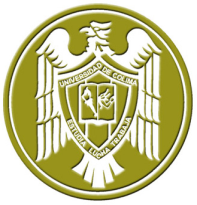 UNIVERSIDAD DE COLIMA
ESTUDIA LUCHA TRABAJA